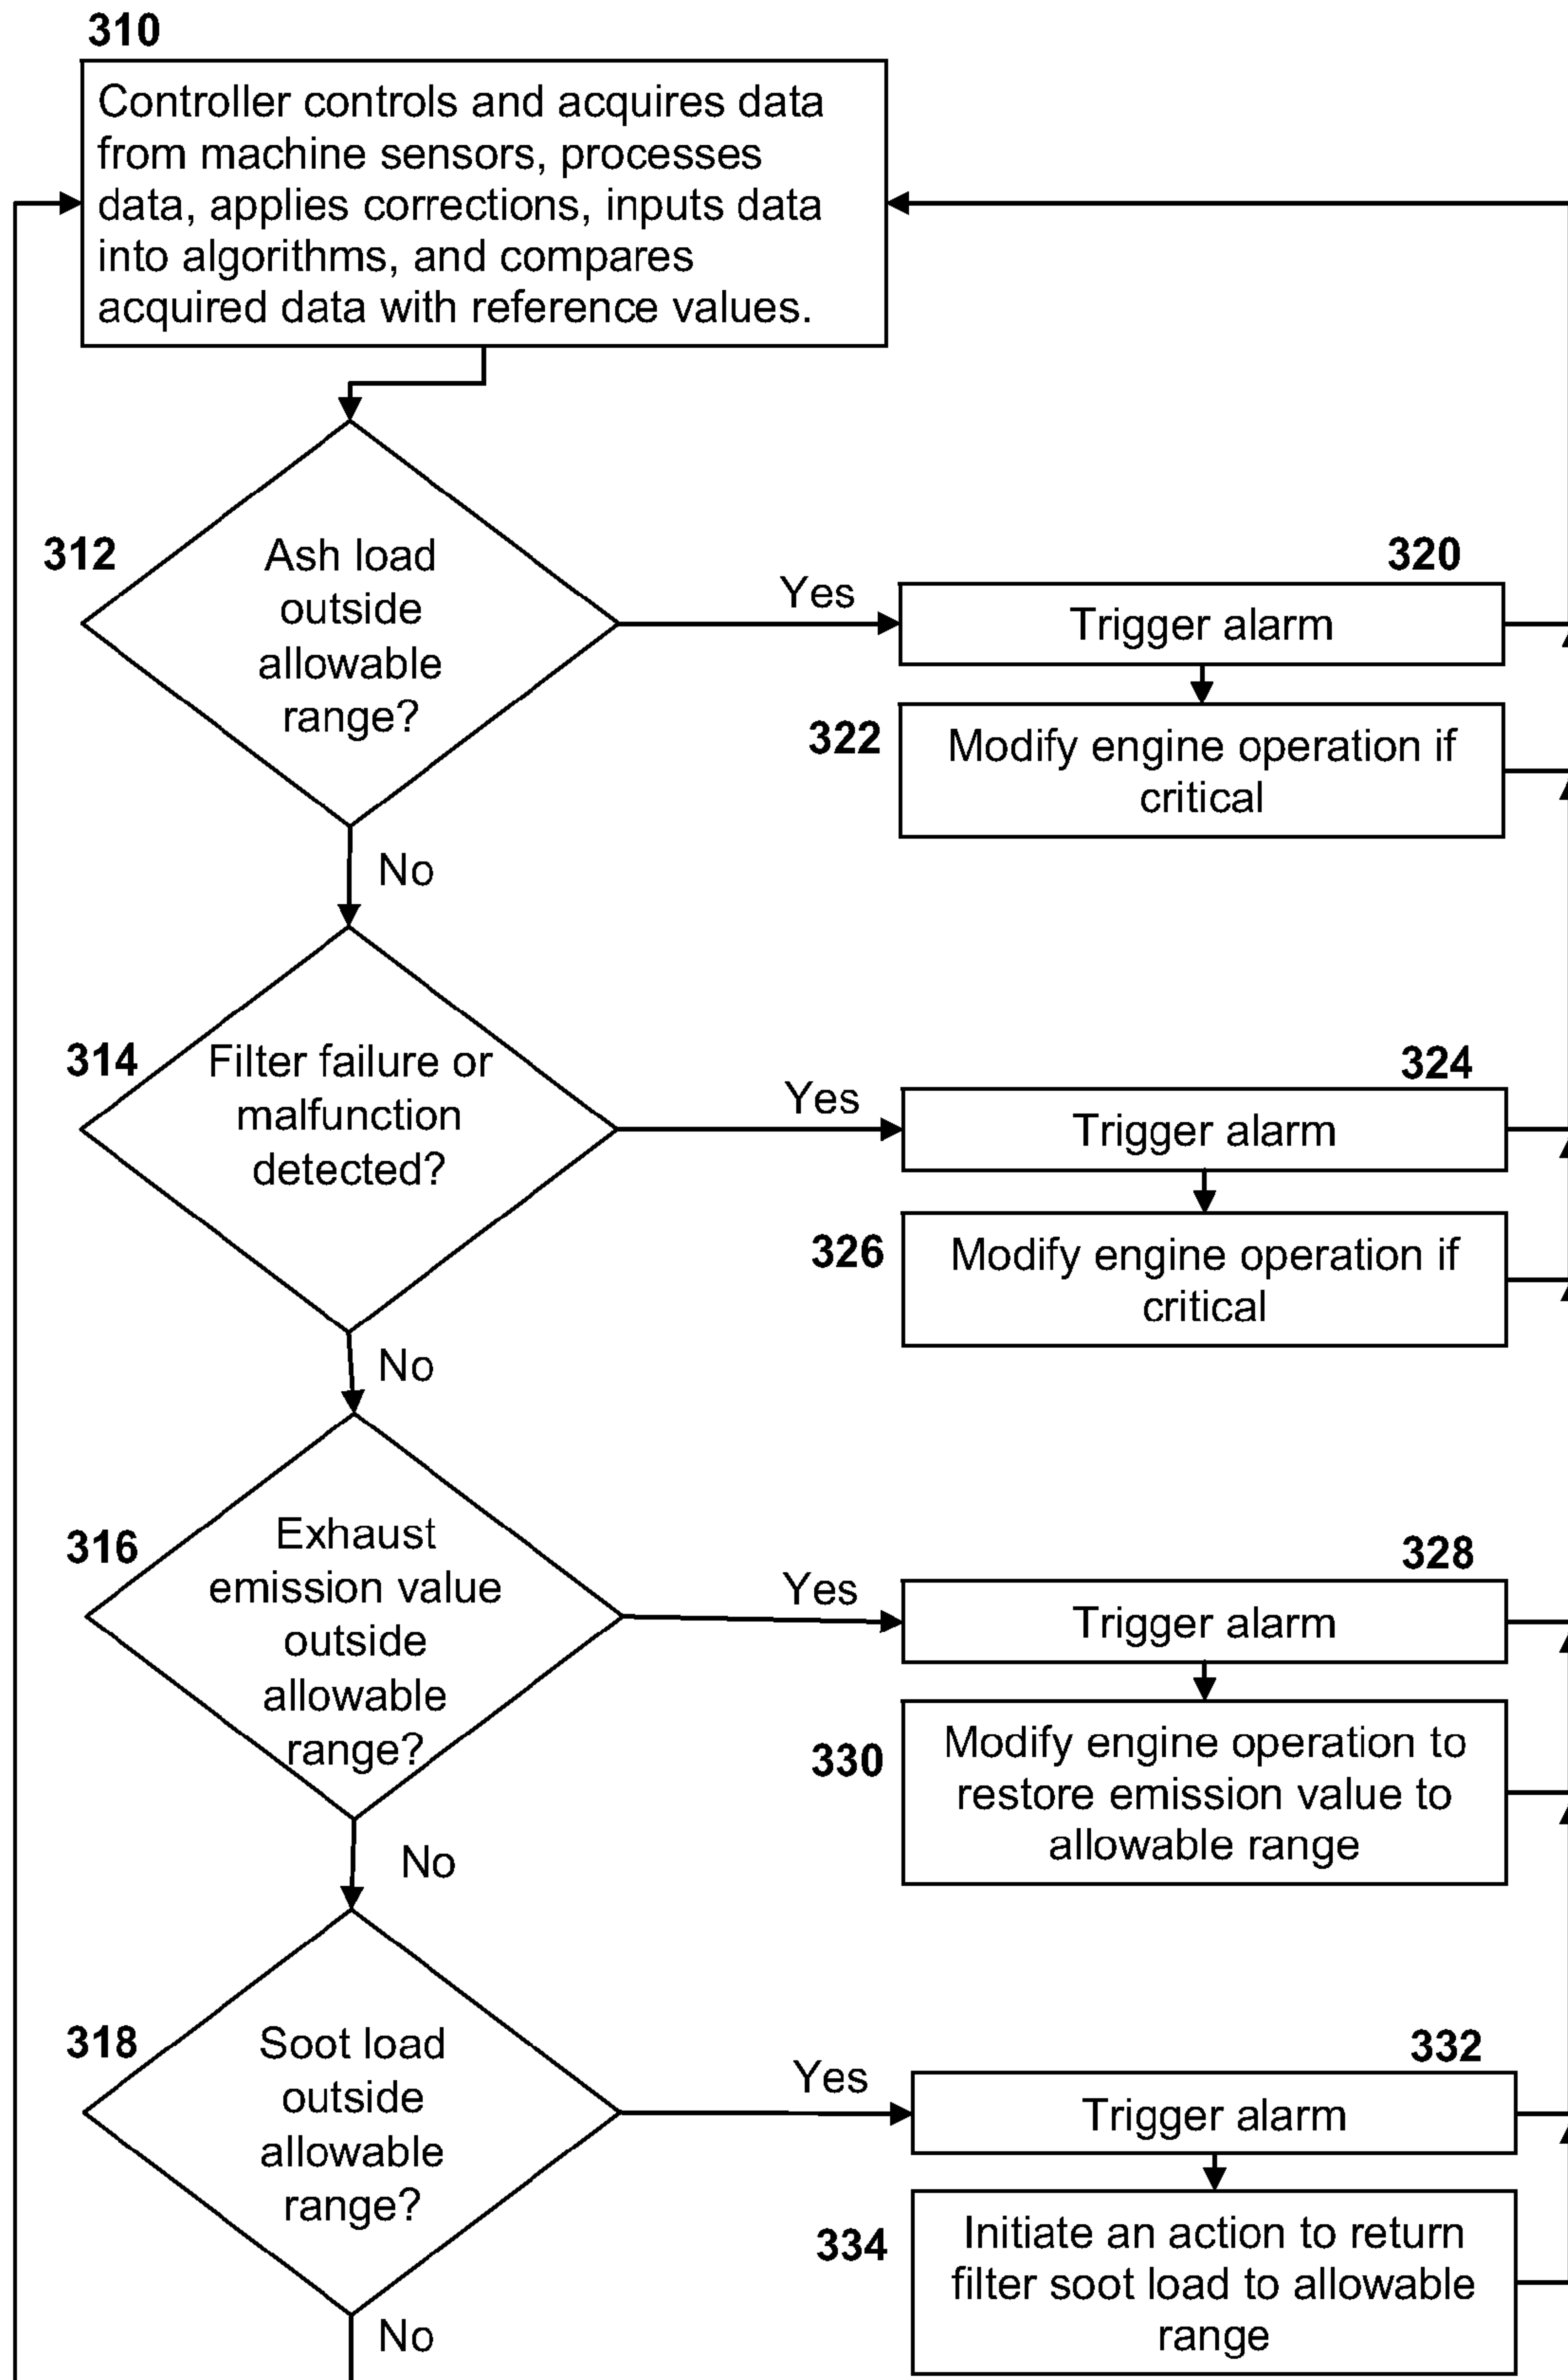 310
Controller controls and acquires data
from machine sensors, processes
data, applies corrections, inputs data
into algorithms, and compares
acquired data with reference values.
312
Ash load
outside
allowable
range?
Yes
320
Trigger alarm
322
Modify engine operation if
critical
No
314
Filter failure or
malfunction
detected?
Yes
324
Trigger alarm
326
Modify engine operation if
critical
No
316
Exhaust
emission value
outside
allowable
range?
Yes
328
Trigger alarm
330
Modify engine operation to
restore emission value to
allowable range
No
318
Soot load
outside
allowable
range?
Yes
332
Trigger alarm
334
Initiate an action to return
filter soot load to allowable
range
No